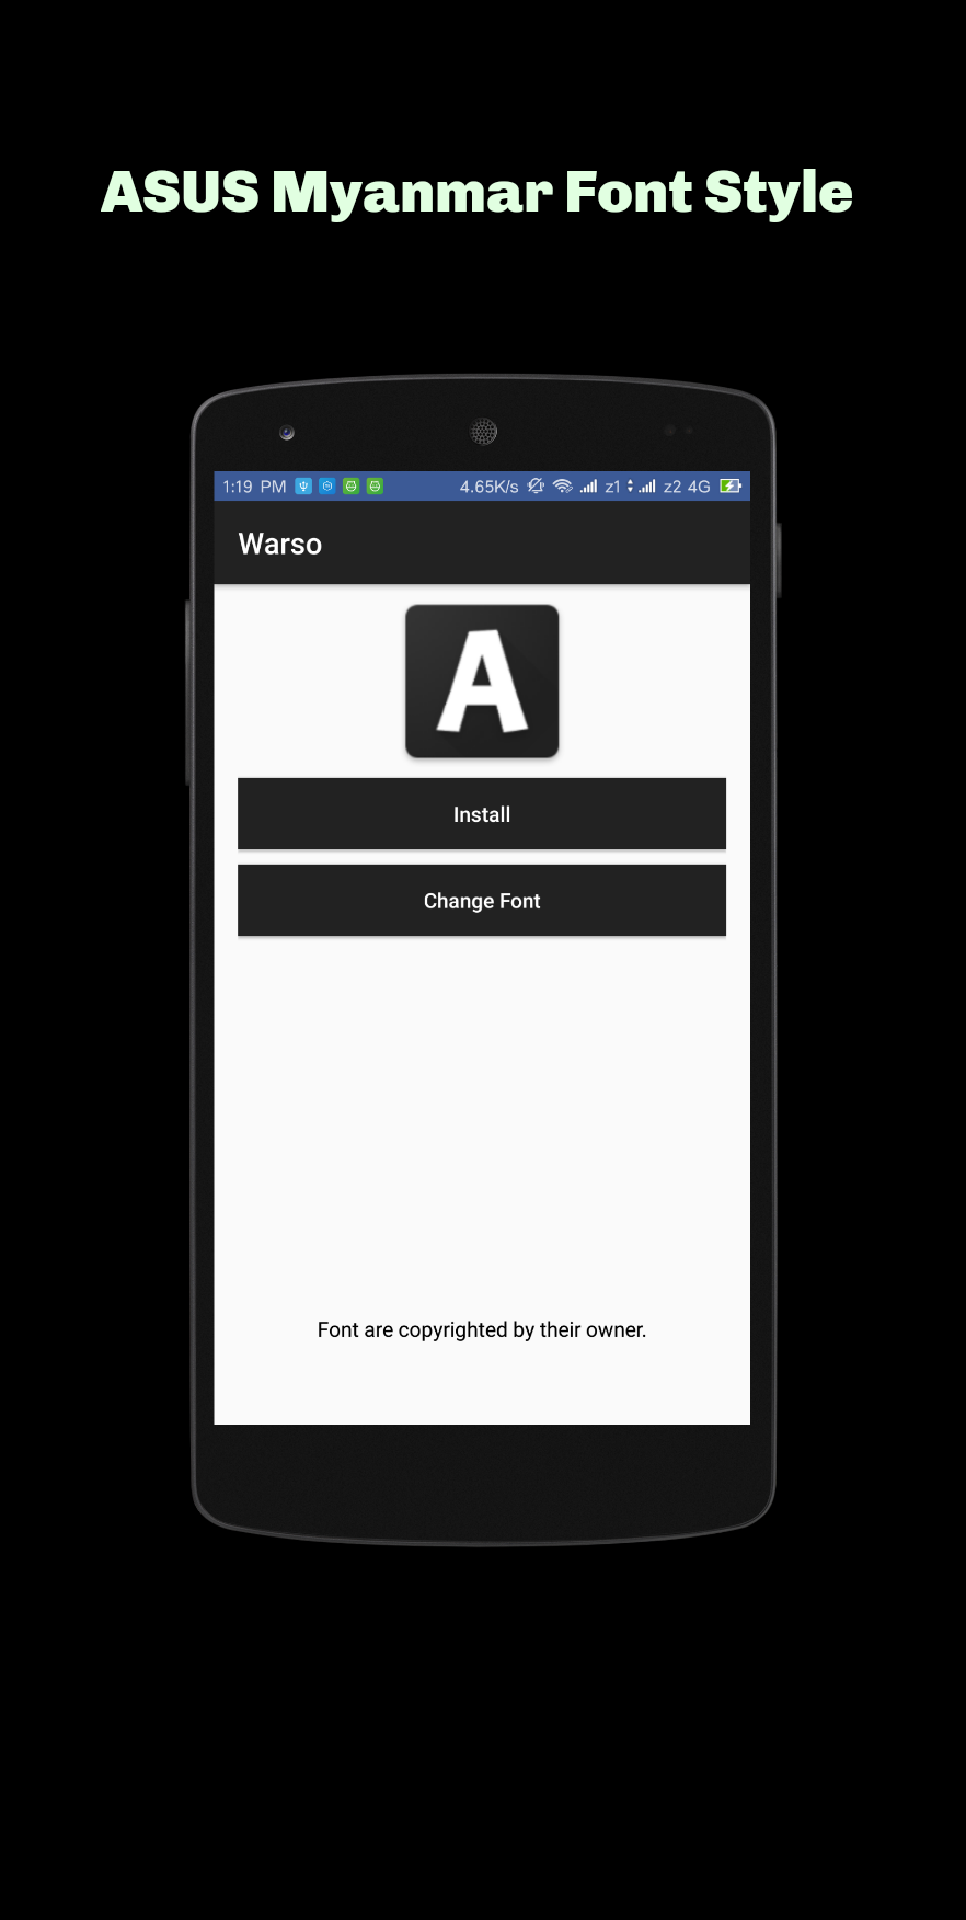 ASUS Myanmar Font Style
1:19 PM 4.65K/s z1 z2 4G
Warso
A
Install
Change Font
Font are copyrighted by their owner.